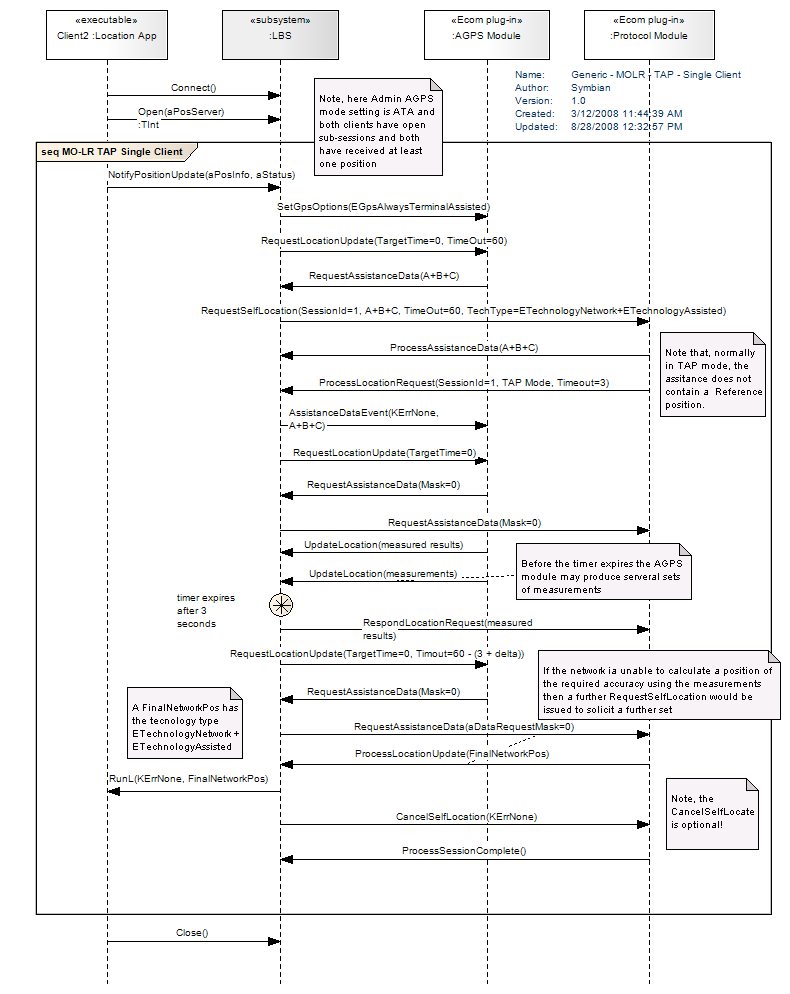 «executable»
Client2 :Location App
«subsystem»
:LBS
«Ecom plug-in»
:AGPS Module
«Ecom plug-in»
:Protocol Module
Name: Generic - MOLR - TAP - Single Client
Author: Symbian
Version: 1.0
Created: 3/12/2008 11:44:39 AM
Updated: 8/28/2008 12:32:57 PM
Connect()
Open(aPosServer)
:TInt
Note, here Admin AGPS
mode setting is ATA and
both clients have open
sub-sessions and both
have received at least
one position
seq MO-LR TAP Single Client
NotifyPositionUpdate(aPosInfo, aStatus)
SetGpsOptions(EGpsAlwaysTerminalAssisted)
RequestLocationUpdate(TargetTime=0, TimeOut=60)
RequestAssistanceData(A+B+C)
RequestSelfLocation(SessionId=1, A+B+C, TimeOut=60, TechType=ETechnologyNetwork+ETechnologyAssisted)
ProcessAssistanceData(A+B+C)
Note that, normally
in TAP mode, the
assitance does not
contain a Reference
position.
ProcessLocationRequest(SessionId=1, TAP Mode, Timeout=3)
AssistanceDataEvent(KErrNone,
A+B+C)
RequestLocationUpdate(TargetTime=0)
RequestAssistanceData(Mask=0)
RequestAssistanceData(Mask=0)
UpdateLocation(measured results)
UpdateLocation(measurements)
Before the timer expires the AGPS
module may produce serveral sets
of measurements
timer expires
after 3
seconds
RespondLocationRequest(measured
results)
RequestLocationUpdate(TargetTime=0, Timout=60 - (3 + delta))
If the network ia unable to calculate a position of
the required accuracy using the measurements
then a further RequestSelfLocation would be
issued to solicit a further set
RequestAssistanceData(Mask=0)
A FinalNetworkPos has
the tecnology type
ETechnologyNetwork+
ETechnologyAssisted
RequestAssistanceData(aDataRequestMask=0)
ProcessLocationUpdate(FinalNetworkPos)
RunL(KErrNone, FinalNetworkPos)
Note, the
CancelSelfLocate
is optional!
CancelSelfLocation(KErrNone)
ProcessSessionComplete()
Close()